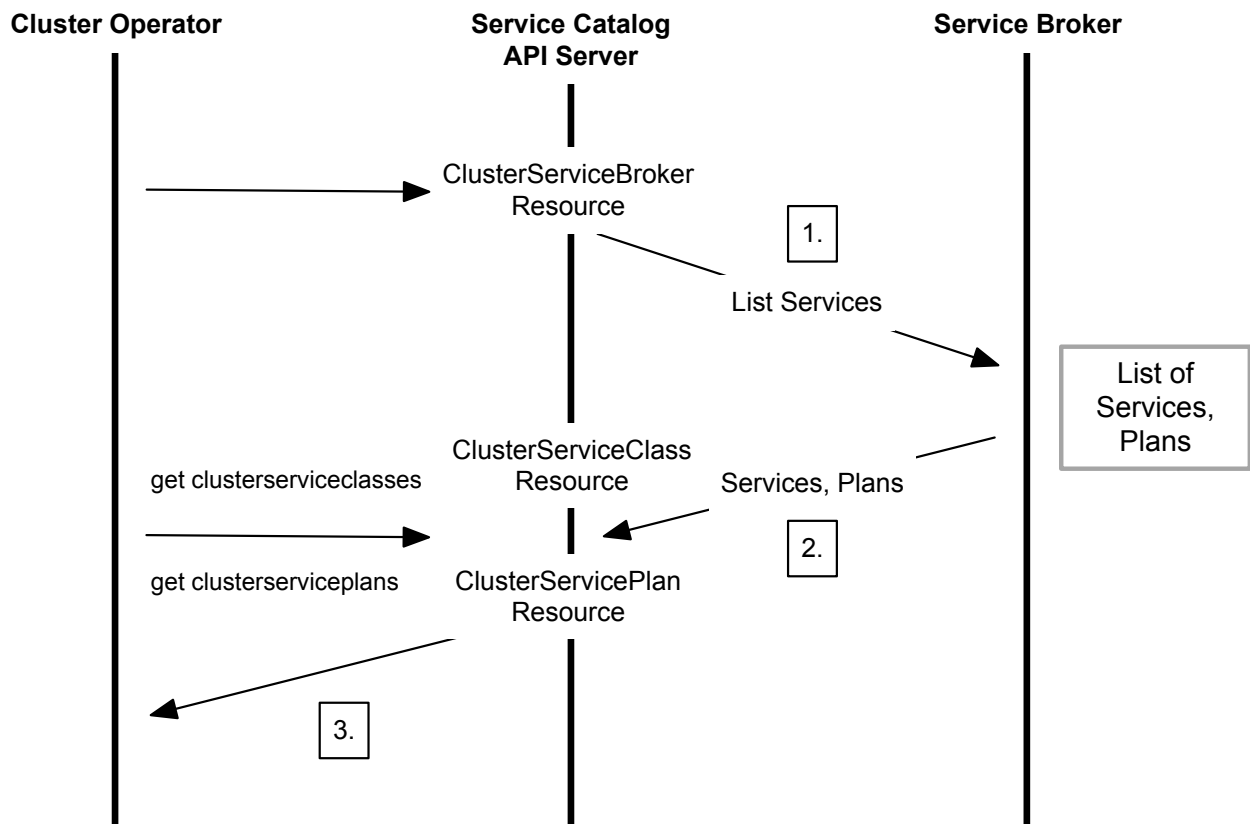 Cluster Operator
Service Catalog
API Server
Service Broker
ClusterServiceBroker
Resource
1.
List Services
List of
Services,
Plans
ClusterServiceClass
Resource
get clusterserviceclasses
Services, Plans
2.
get clusterserviceplans
ClusterServicePlan
Resource
3.